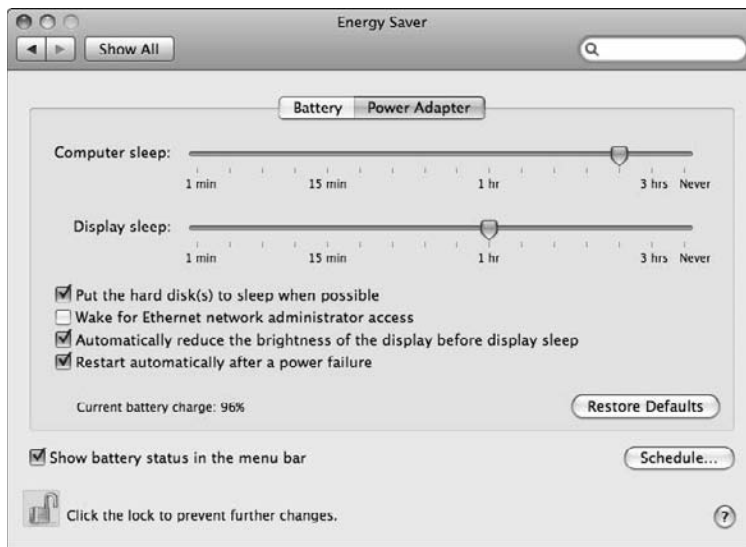 Energy Saver
Show All
Battery Power Adapter
Computer sleep:
1 min 15 min 1 hr 3 hrs Never
Display sleep:
1 min 15 min 1 hr 3 hrs Never
Put the hard disk(s) to sleep when possible
Wake for Ethernet network administrator access
Automatically reduce the brightness of the display before display sleep
Restart automatically after a power failure
Current battery charge: 96% Restore Defaults
Show battery status in the menu bar Schedule...
Click the lock to prevent further changes. ?